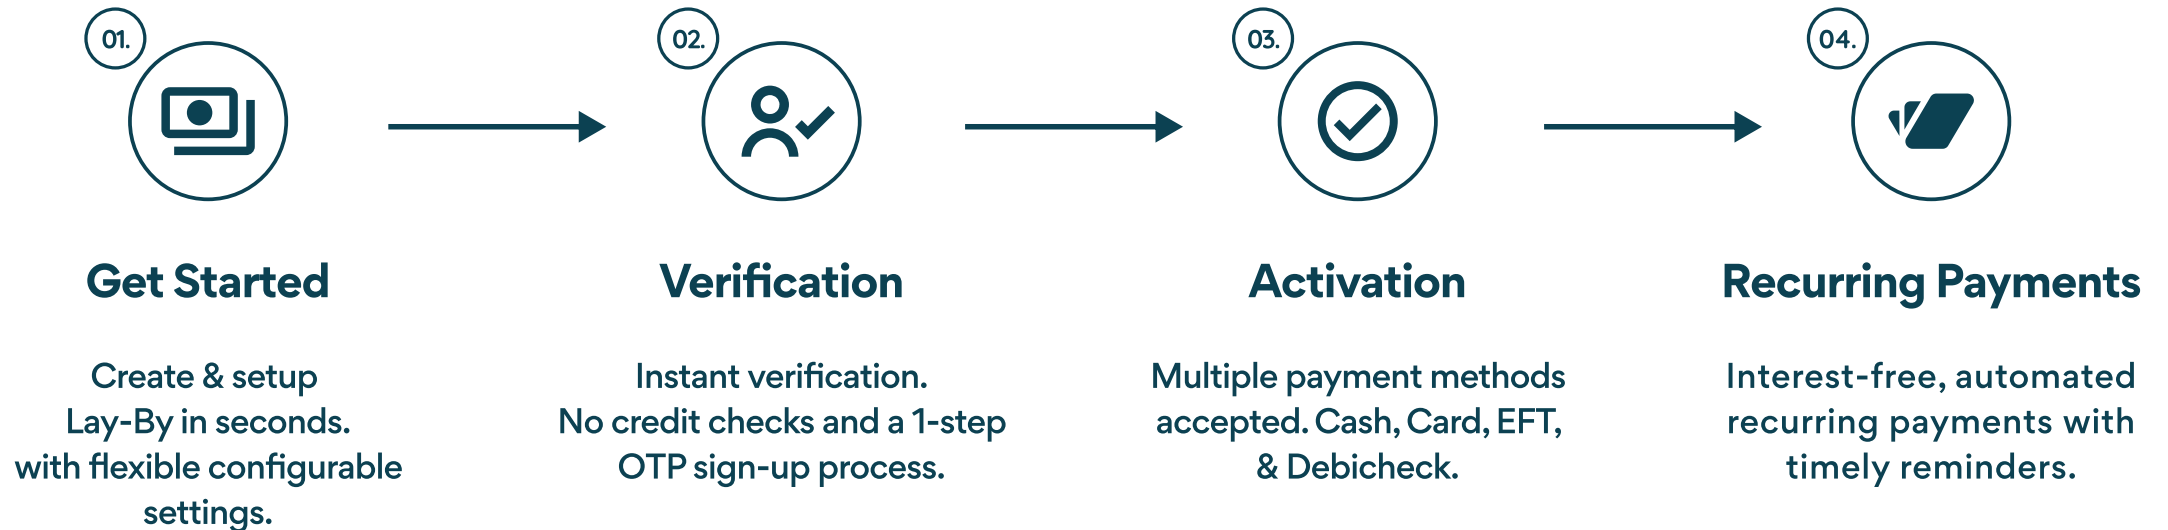 01.
Get Started
Create & setup
Lay-By in seconds.
with flexible configurable
settings.
02.
Verification
Instant verification.
No credit checks and a 1-step
OTP sign-up process.
03.
Activation
Multiple payment methods
accepted. Cash, Card, EFT,
& Debicheck.
04.
Recurring Payments
Interest-free, automated
recurring payments with
timely reminders.